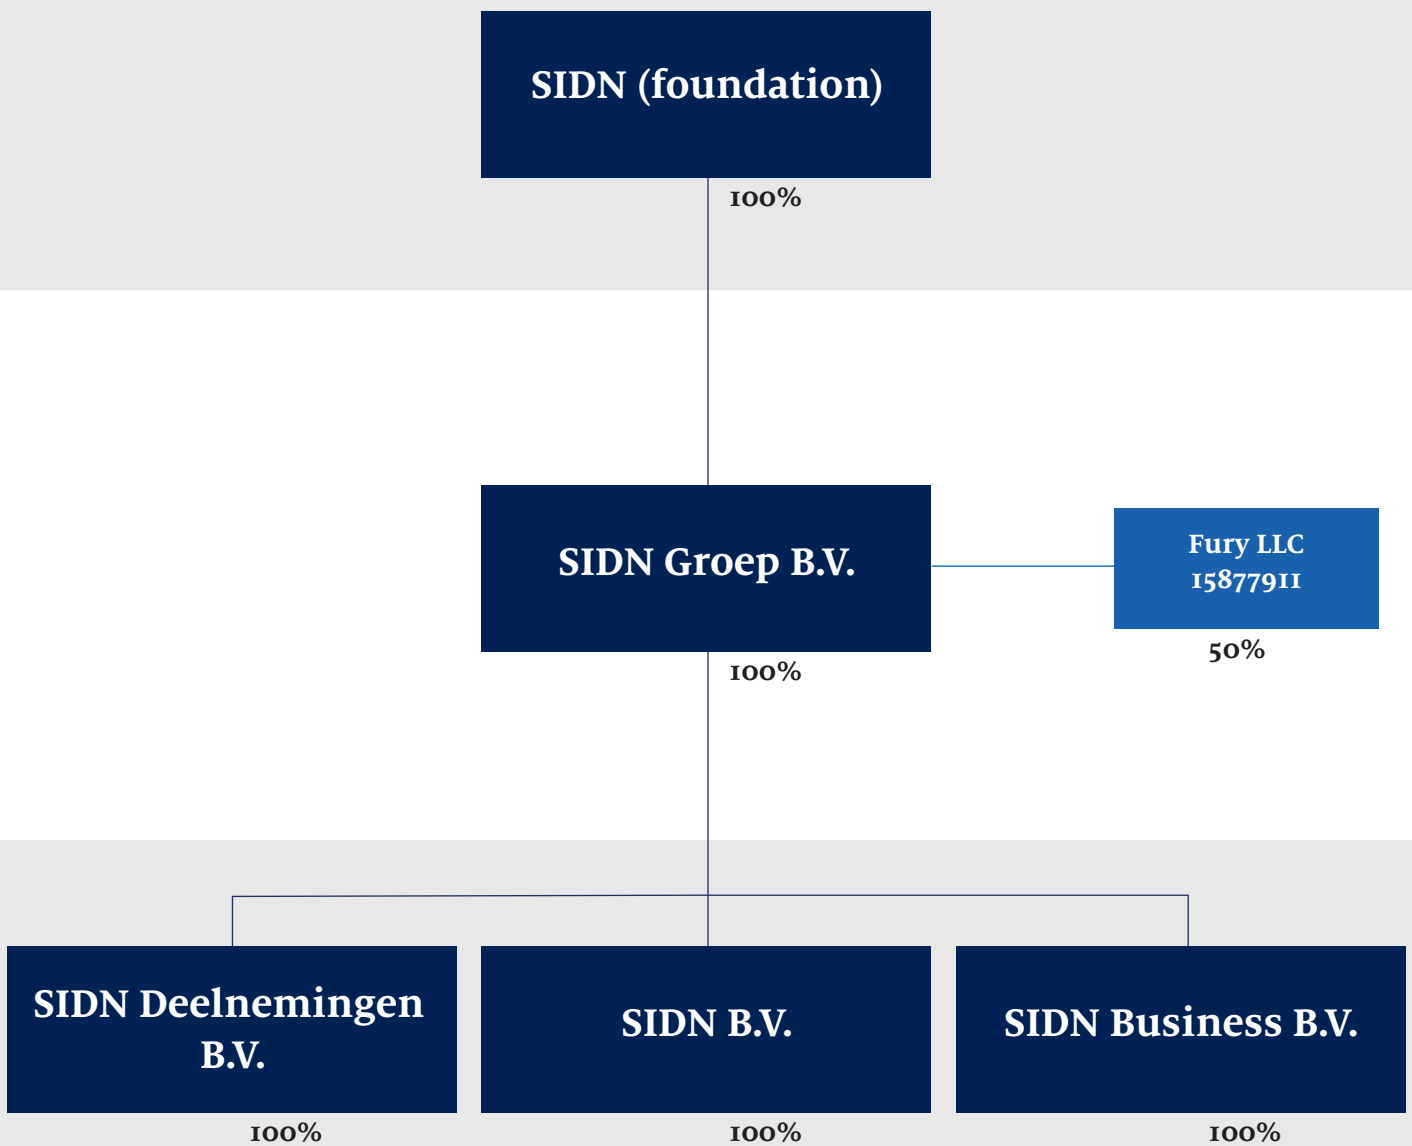 SIDN (foundation)
100%
SIDN Groep B.V.
Fury LLC
15877911
50%
100%
SIDN Deelnemingen
B.V.
SIDN B.V.
SIDN Business B.V.
100%
100%
100%